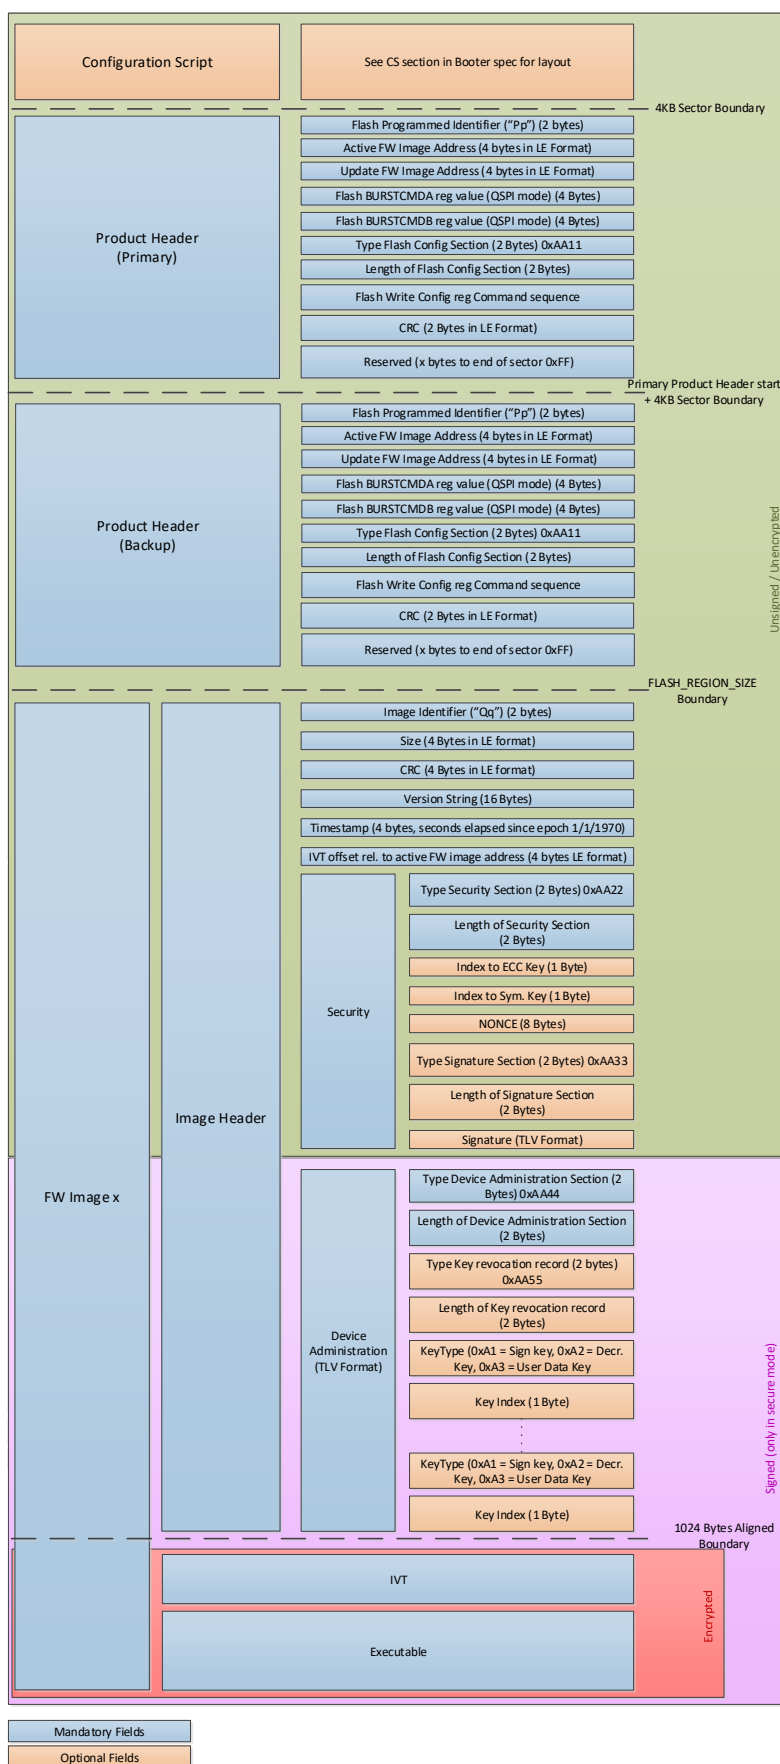 Configuration Script
See CS section in Booter spec for layout
4KB Sector Boundary
Product Header
(Primary)
Flash Programmed Identifier (“Pp”) (2 bytes)
Active FW Image Address (4 bytes in LE Format)
Update FW Image Address (4 bytes in LE Format)
Flash BURSTCMDA reg value (QSPI mode) (4 Bytes)
Flash BURSTCMDB reg value (QSPI mode) (4 Bytes)
Type Flash Config Section (2 Bytes) 0xAA11
Length of Flash Config Section (2 Bytes)
Flash Write Config reg Command sequence
CRC (2 Bytes in LE Format)
Reserved (x bytes to end of sector 0xFF)
Primary Product Header start
+ 4KB Sector Boundary
Product Header
(Backup)
Flash Programmed Identifier (“Pp”) (2 bytes)
Active FW Image Address (4 bytes in LE Format)
Update FW Image Address (4 bytes in LE Format)
Flash BURSTCMDA reg value (QSPI mode) (4 Bytes)
Flash BURSTCMDB reg value (QSPI mode) (4 Bytes)
Type Flash Config Section (2 Bytes) 0xAA11
Length of Flash Config Section (2 Bytes)
Flash Write Config reg Command sequence
CRC (2 Bytes in LE Format)
Reserved (x bytes to end of sector 0xFF)
Unsigned / Unencrypted
FLASH_REGION_SIZE
Boundary
FW Image x
Image Header
Image Identifier (“Qq”) (2 bytes)
Size (4 Bytes in LE format)
CRC (4 Bytes in LE format)
Version String (16 Bytes)
Timestamp (4 bytes, seconds elapsed since epoch 1/1/1970)
IVT offset rel. to active FW image address (4 bytes LE format)
Security
Type Security Section (2 Bytes) 0xAA22
Length of Security Section
(2 Bytes)
Index to ECC Key (1 Byte)
Index to Sym. Key (1 Byte)
NONCE (8 Bytes)
Type Signature Section (2 Bytes) 0xAA33
Length of Signature Section
(2 Bytes)
Signature (TLV Format)
Device
Administration
(TLV Format)
Type Device Administration Section (2
Bytes) 0xAA44
Length of Device Administration Section
(2 Bytes)
Type Key revocation record (2 bytes)
0xAA55
Length of Key revocation record
(2 Bytes)
KeyType (0xA1 = Sign key, 0xA2 = Decr.
Key, 0xA3 = User Data Key
Key Index (1 Byte)
KeyType (0xA1 = Sign key, 0xA2 = Decr.
Key, 0xA3 = User Data Key
Key Index (1 Byte)
Signed (only in secure mode)
1024 Bytes Aligned
Boundary
IVT
Executable
Encrypted
Mandatory Fields
Optional Fields